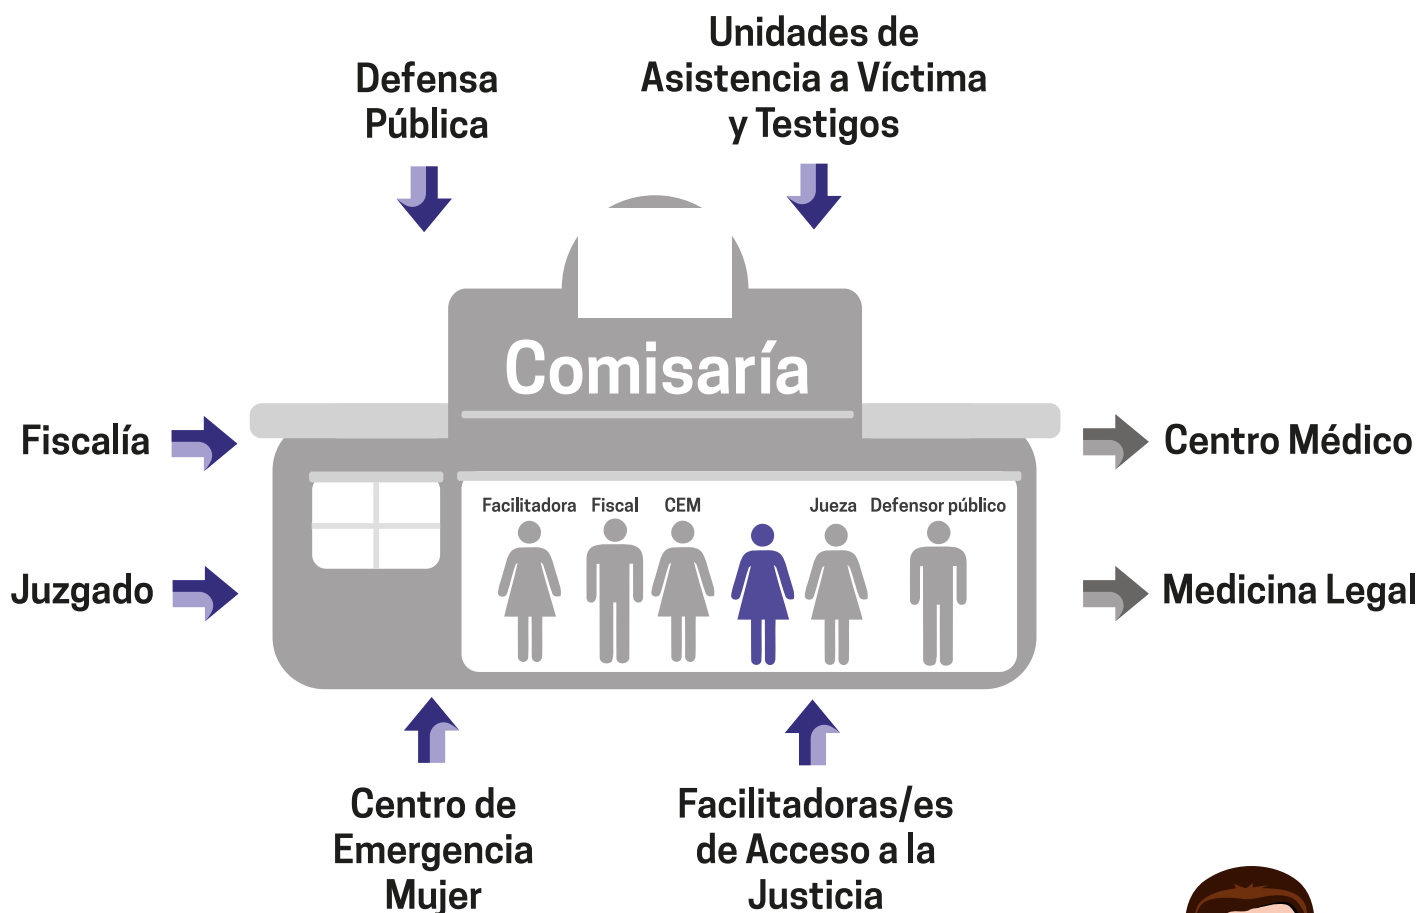 Defensa
Pública
Unidades de
Asistencia a Víctima
y Testigos
Comisaría
Fiscalía
Juzgado
Centro Médico
Medicina Legal
Facilitadora Fiscal CEM Jueza Defensor público
Centro de
Emergencia
Mujer
Facilitadoras/es
de Acceso a la
Justicia